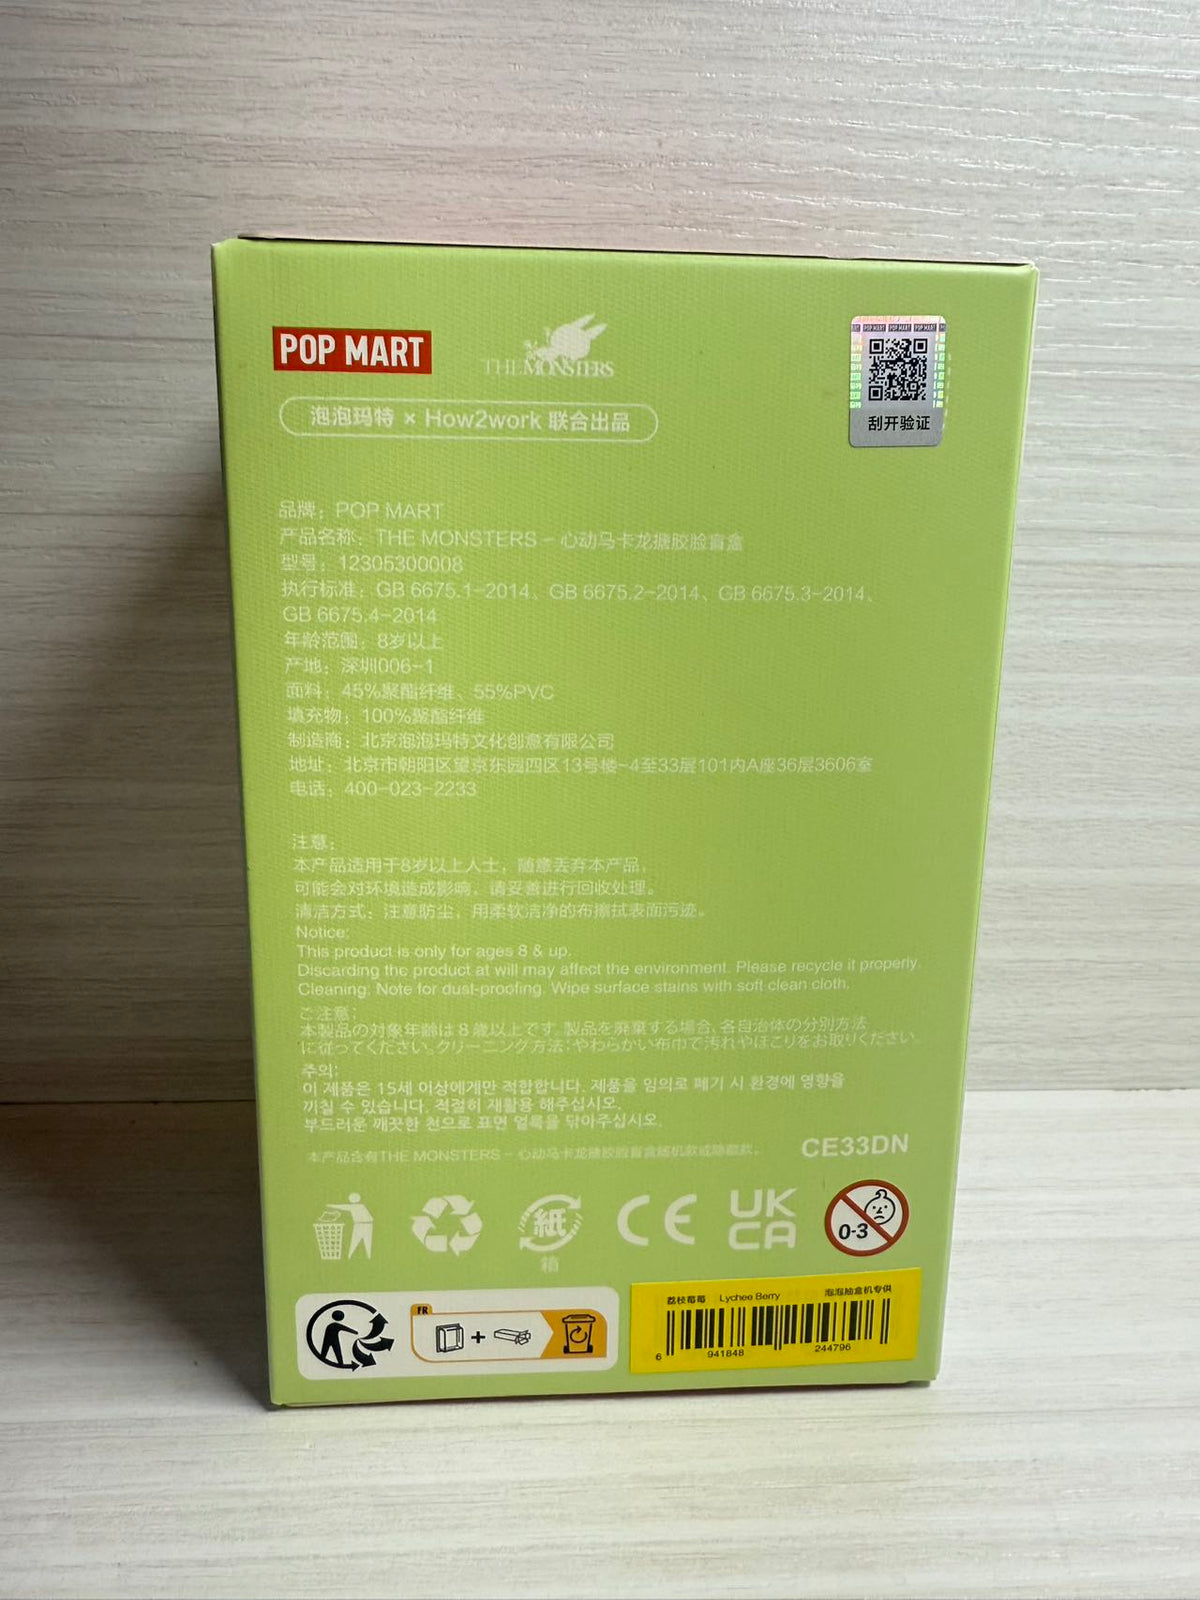 POP MART
THE MONSTERS
泡泡玛特 × How2work 联合出品
POP MART POP MART POP MART
刮开验证
品牌：POP MART
产品名称：THE MONSTERS – 心动马卡龙搪胶脸盲盒
型号：12305300008
执行标准：GB 6675.1–2014、GB 6675.2–2014、GB 6675.3–2014、
GB 6675.4–2014
年龄范围：8岁以上
产地：深圳006–1
面料：45%聚酯纤维、55%PVC
填充物：100%聚酯纤维
制造商：北京泡泡玛特文化创意有限公司
地址：北京市朝阳区望京东园四区13号楼–4至33层101内A座36层3606室
电话：400–023–2233
注意：
本产品适用于8岁以上人士，随意丢弃本产品，
可能会对环境造成影响，请妥善进行回收处理。
清洁方式：注意防尘，用柔软洁净的布擦拭表面污迹。
Notice:
This product is only for ages 8 & up.
Discarding the product at will may affect the environment. Please recycle it properly.
Cleaning: Note for dust-proofing. Wipe surface stains with soft clean cloth.
ご注意：
本製品の対象年齢は8歳以上です。製品を廃棄する場合、各自治体の分別方法
に従ってください。クリーニング方法：やわらかい布巾で汚れやほこりをお取りください。
주의:
이 제품은 15세 이상에게만 적합합니다. 제품을 임의로 폐기 시 환경에 영향을
끼칠 수 있습니다. 적절히 재활용 해주십시오.
부드러운 깨끗한 천으로 표면 얼룩을 닦아주십시오.
本产品含有THE MONSTERS – 心动马卡龙搪胶脸盲盒随机款或隐藏款。
CE33DN
紙
箱
CE
UK
CA
0-3
FR
荔枝莓莓 Lychee Berry 泡泡抽盒机专供
6 941848 244796